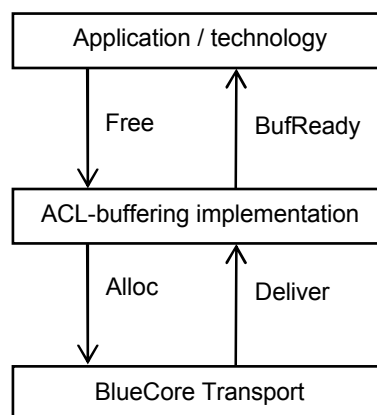 Application / technology
Free
BufReady
ACL-buffering implementation
Alloc
Deliver
BlueCore Transport